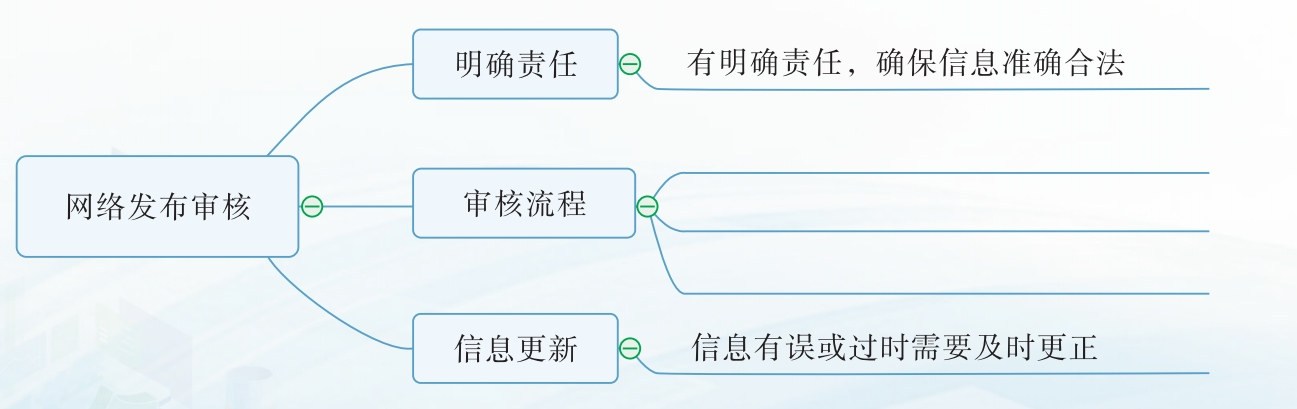 明确责任
有明确责任，确保信息准确合法
网络发布审核
审核流程
信息更新
信息有误或过时需要及时更正